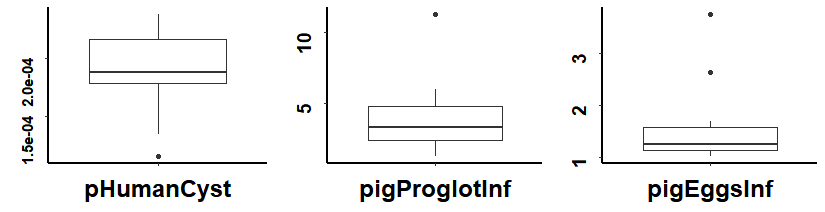 2.0e-04
1.5e-04
pHumanCyst
10
5
pigProglotInf
3
2
1
pigEggsInf